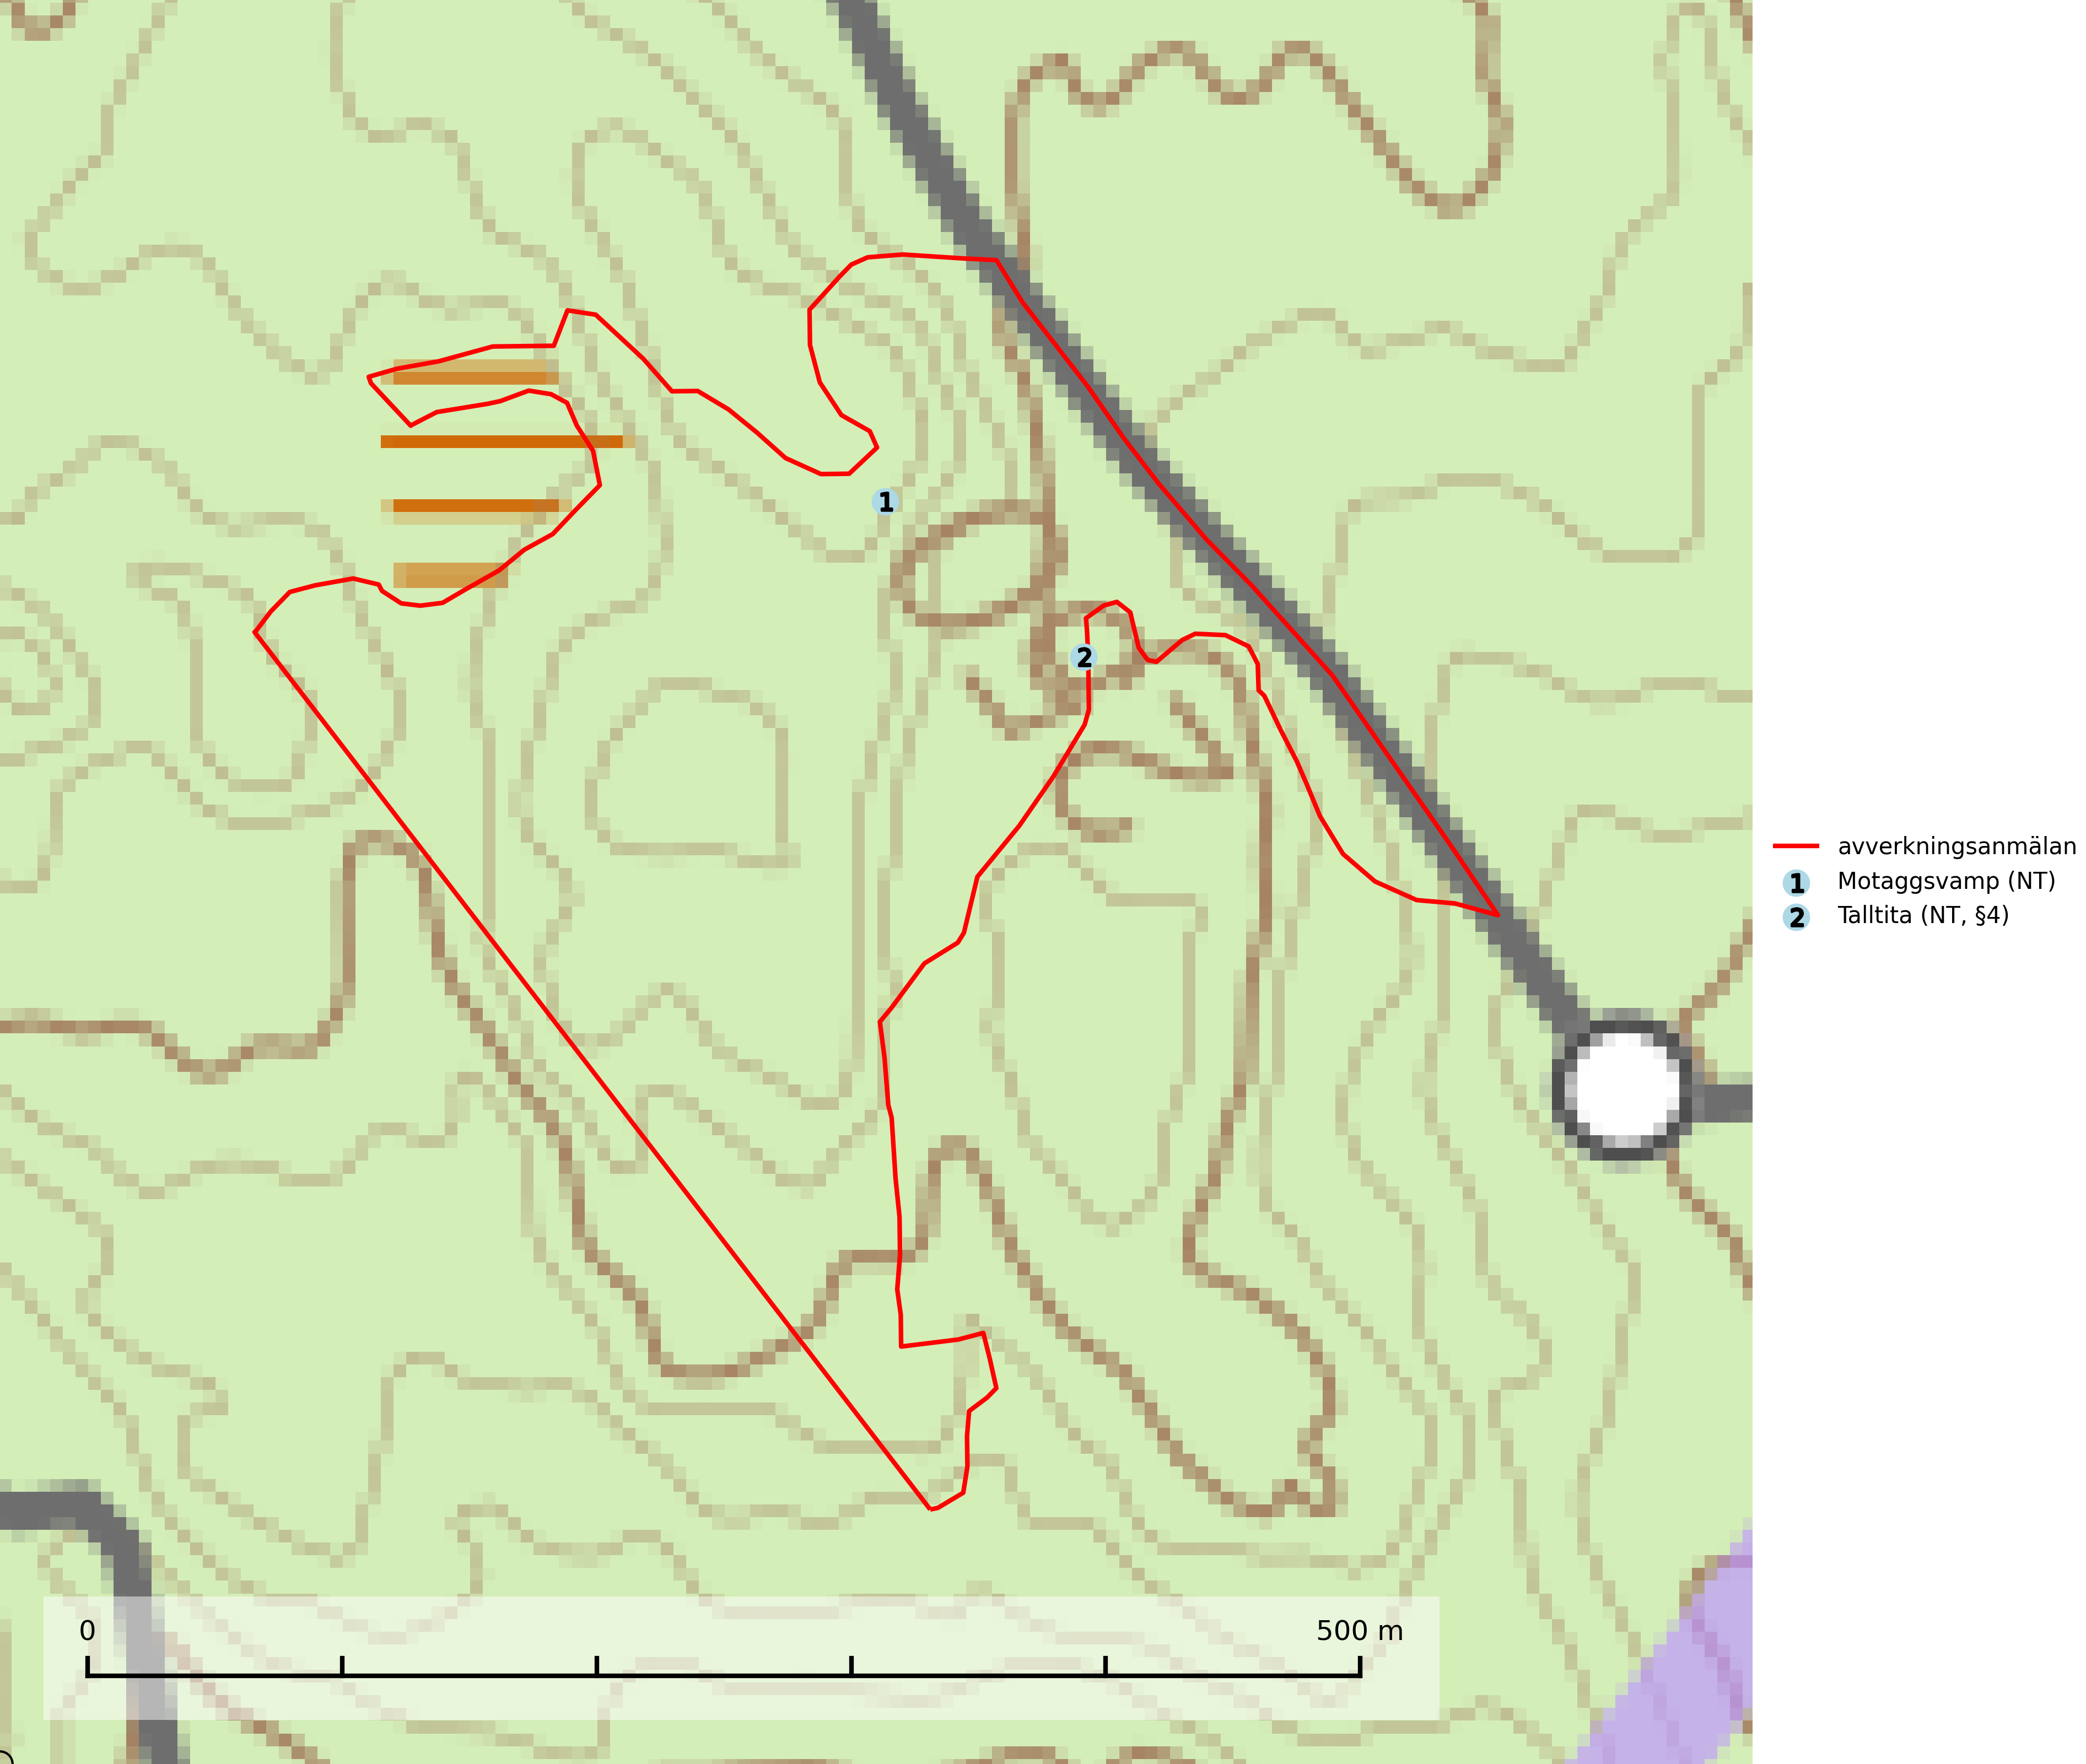 1
2
avverkningsanmälan
1 Motaggsvamp (NT)
2 Talltita (NT, §4)
0 500 m